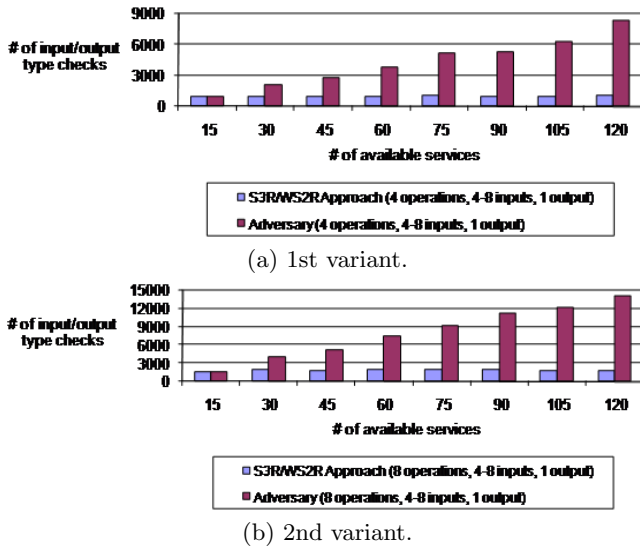 9000
6000
3000
0
# of input/output
type checks
15 30 45 60 75 90 105 120
# of available services
S3R/WS2R Approach (4 operations, 4-8 inputs, 1 output)
Adversary (4 operations, 4-8 inputs, 1 output)
(a) 1st variant.
15000
12000
9000
6000
3000
0
# of input/output
type checks
15 30 45 60 75 90 105 120
# of available services
S3R/WS2R Approach (8 operations, 4-8 inputs, 1 output)
Adversary (8 operations, 4-8 inputs, 1 output)
(b) 2nd variant.